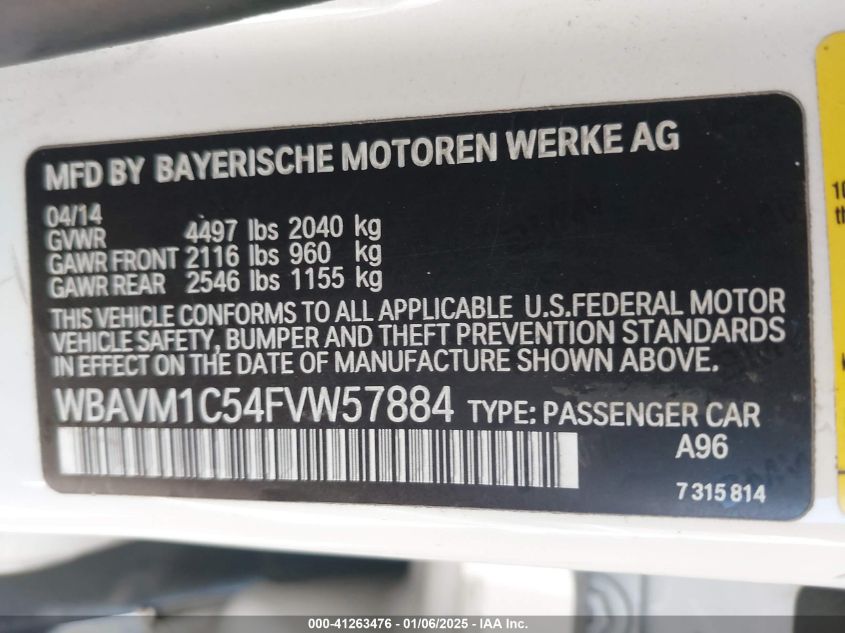 MFD BY BAYERISCHE MOTOREN WERKE AG
04/14
GVWR 4497 lbs 2040 kg
GAWR FRONT 2116 lbs 960 kg
GAWR REAR 2546 lbs 1155 kg
THIS VEHICLE CONFORMS TO ALL APPLICABLE U.S.FEDERAL MOTOR
VEHICLE SAFETY, BUMPER AND THEFT PREVENTION STANDARDS
IN EFFECT ON THE DATE OF MANUFACTURE SHOWN ABOVE.
WBAVM1C54FVW57884 TYPE: PASSENGER CAR
A96
7 315 814
000-41263476 - 01/06/2025 - IAA Inc.